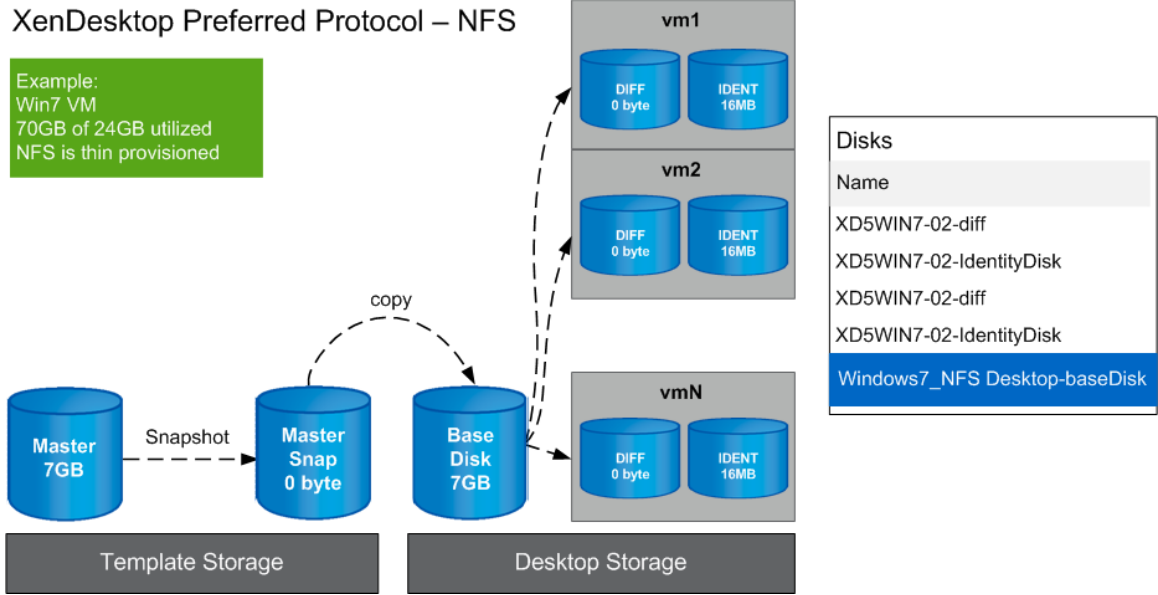 XenDesktop Preferred Protocol – NFS
Example:
Win7 VM
70GB of 24GB utilized
NFS is thin provisioned
vm1
DIFF
0 byte
IDENT
16MB
vm2
DIFF
0 byte
IDENT
16MB
vmN
DIFF
0 byte
IDENT
16MB
copy
Master
7GB
Snapshot
Master
Snap
0 byte
Base
Disk
7GB
Template Storage
Desktop Storage
Disks
Name
XD5WIN7-02-diff
XD5WIN7-02-IdentityDisk
XD5WIN7-02-diff
XD5WIN7-02-IdentityDisk
Windows7_NFS Desktop-baseDisk